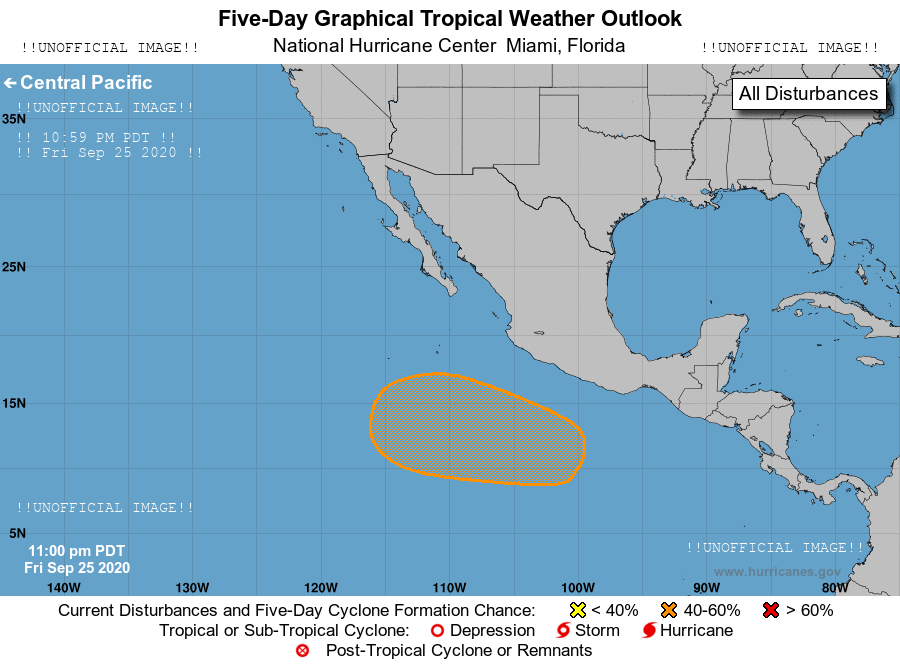 Five-Day Graphical Tropical Weather Outlook
!!UNOFFICIAL IMAGE!! National Hurricane Center Miami, Florida !!UNOFFICIAL IMAGE!!
← Central Pacific
All Disturbances
!!UNOFFICIAL IMAGE!!
35N
!! 10:59 PM PDT !!
!! Fri Sep 25 2020 !!
25N
15N
!!UNOFFICIAL IMAGE!!
5N
!!UNOFFICIAL IMAGE!!
11:00 pm PDT
Fri Sep 25 2020
www.hurricanes.gov
140W 130W 120W 110W 100W 90W 80W
Current Disturbances and Five-Day Cyclone Formation Chance: < 40% 40-60% > 60%
Tropical or Sub-Tropical Cyclone: Depression Storm Hurricane
Post-Tropical Cyclone or Remnants